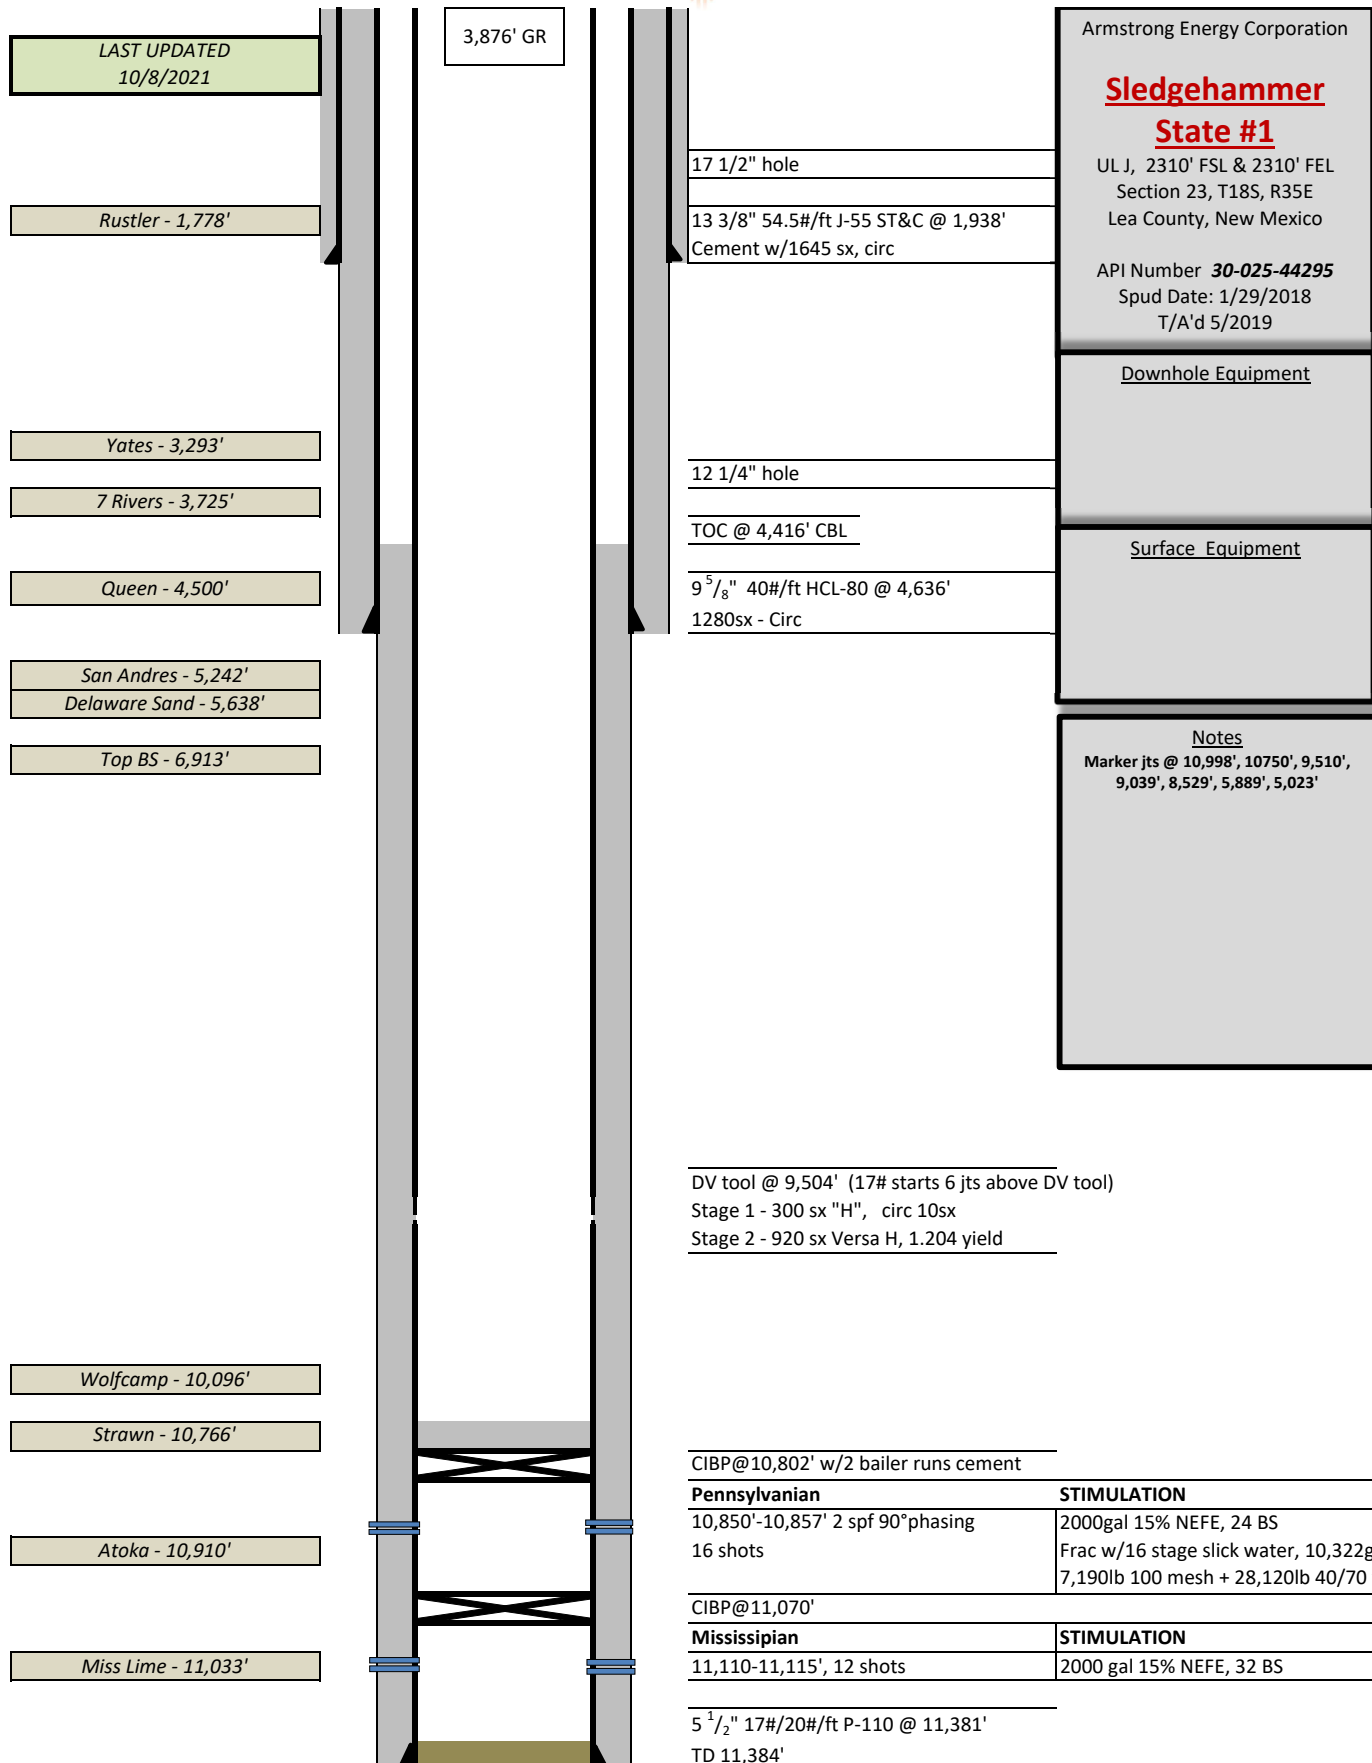 3,876' GR
LAST UPDATED
10/8/2021
Rustler - 1,778'
Yates - 3,293'
7 Rivers - 3,725'
Queen - 4,500'
San Andres - 5,242'
Delaware Sand - 5,638'
Top BS - 6,913'
Wolfcamp - 10,096'
Strawn - 10,766'
Atoka - 10,910'
Miss Lime - 11,033'
17 1/2" hole
13 3/8" 54.5#/ft J-55 ST&C @ 1,938'
Cement w/1645 sx, circ
12 1/4" hole
TOC @ 4,416' CBL
9 5/8" 40#/ft HCL-80 @ 4,636'
1280sx - Circ
DV tool @ 9,504' (17# starts 6 jts above DV tool)
Stage 1 - 300 sx "H", circ 10sx
Stage 2 - 920 sx Versa H, 1.204 yield
CIBP@10,802' w/2 bailer runs cement
Pennsylvanian STIMULATION
10,850'-10,857' 2 spf 90°phasing 2000gal 15% NEFE, 24 BS
16 shots Frac w/16 stage slick water, 10,322g
7,190lb 100 mesh + 28,120lb 40/70
CIBP@11,070'
Mississipian STIMULATION
11,110-11,115', 12 shots 2000 gal 15% NEFE, 32 BS
5 1/2" 17#/20#/ft P-110 @ 11,381'
TD 11,384'
Armstrong Energy Corporation
Sledgehammer
State #1
UL J, 2310' FSL & 2310' FEL
Section 23, T18S, R35E
Lea County, New Mexico
API Number 30-025-44295
Spud Date: 1/29/2018
T/A'd 5/2019
Downhole Equipment
Surface Equipment
Notes
Marker jts @ 10,998', 10750', 9,510',
9,039', 8,529', 5,889', 5,023'